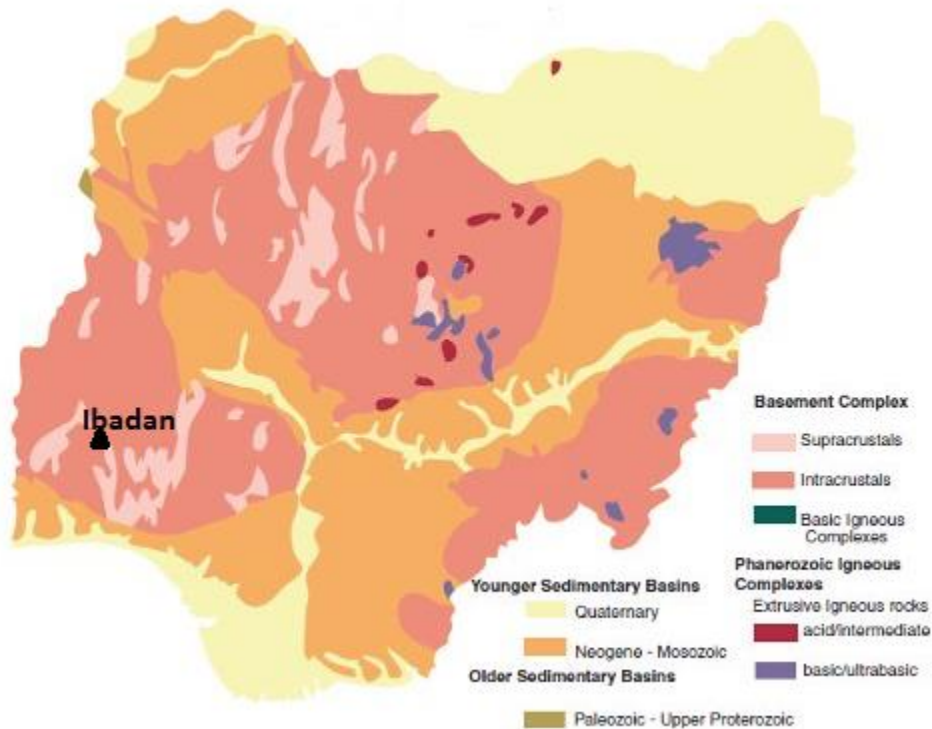 Ibadan
Basement Complex
Supracrustals
Intracrustals
Basic Igneous
Complexes
Phanerozoic Igneous
Complexes
Extrusive Igneous rocks
acid/intermediate
basic/ultrabasic
Younger Sedimentary Basins
Quaternary
Neogene - Mosozoic
Older Sedimentary Basins
Paleozoic - Upper Proterozoic